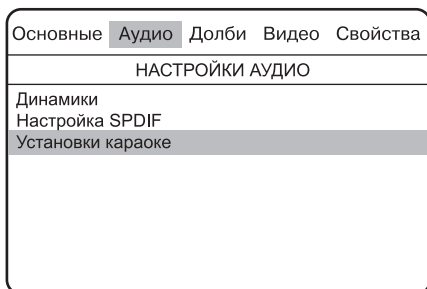 Основные Аудио Долби Видео Свойства
НАСТРОЙКИ АУДИО
Динамики
Настройка SPDIF
Установки караоке